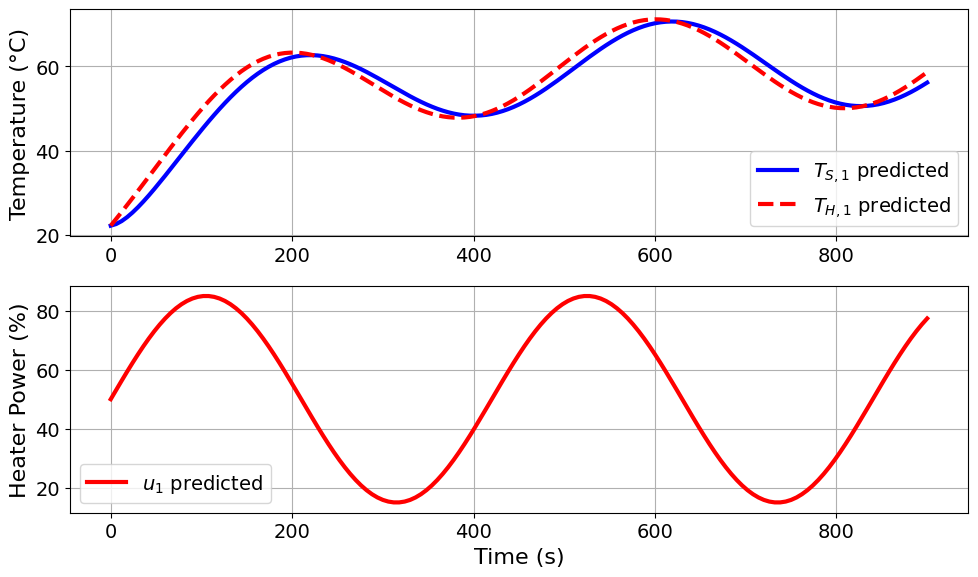 Temperature (°C)
60
40
20
0 200 400 600 800
T_{S,1} predicted
T_{H,1} predicted
Heater Power (%)
80
60
40
20
u_1 predicted
0 200 400 600 800
Time (s)